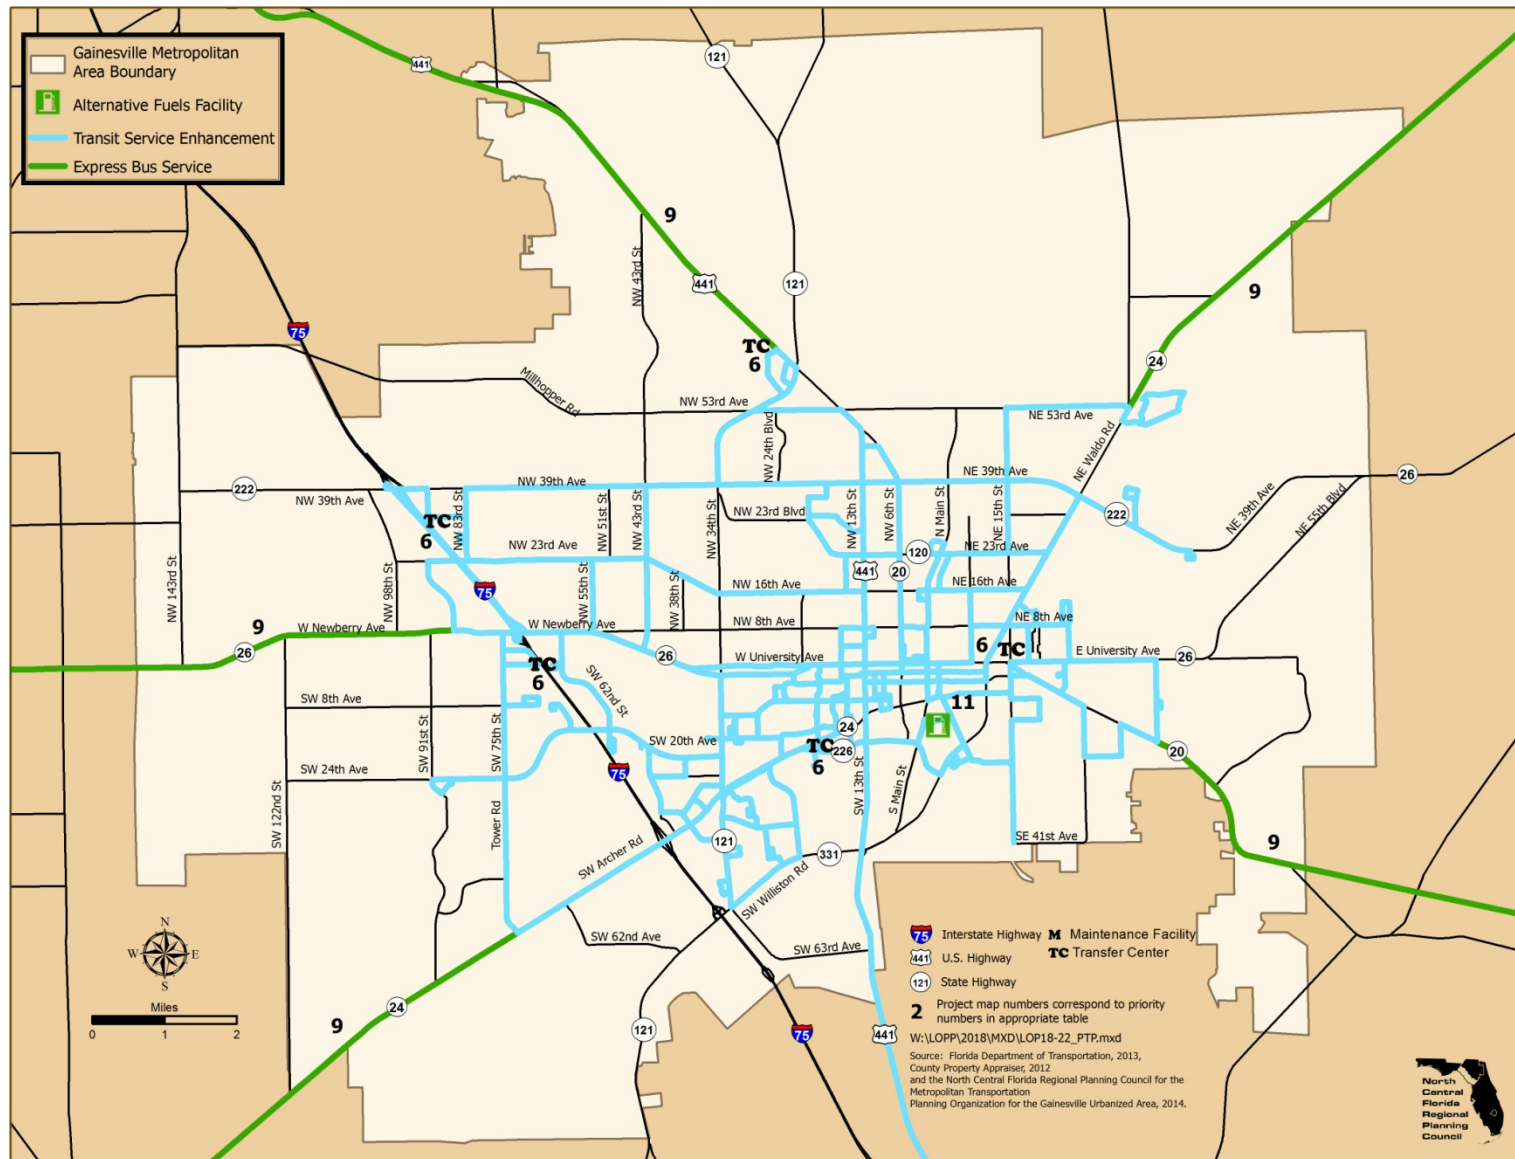 Gainesville Metropolitan
Area Boundary
Alternative Fuels Facility
Transit Service Enhancement
Express Bus Service
441
121
9
441
121
NW 43rd St
9
75
TC
6
24
Millhopper Rd
NW 53rd Ave
NE 53rd Ave
NW 24th Blvd
NE Waldo Rd
222
NW 39th Ave
NW 39th Ave
NE 39th Ave
26
NW 83rd St
NW 51st St
NW 43rd St
NW 34th St
NW 13th St
NW 6th St
N Main St
NE 15th St
222
NE 39th Ave
NE 55th Blvd
NW 23rd Blvd
TC
6
NW 23rd Ave
120
NE 23rd Ave
NW 143rd St
NW 98th St
75
NW 55th St
NW 38th St
NW 16th Ave
441
20
NE 16th Ave
9
W Newberry Ave
W Newberry Ave
NW 8th Ave
NE 8th Ave
26
TC
6
26
W University Ave
6
TC
E University Ave
26
SW 62nd St
SW 8th Ave
11
SW 91st St
SW 75th St
24
SW 20th Ave
TC
226
6
20
SW 24th Ave
75
SW 13th St
S Main St
SW 122nd St
Tower Rd
SW Archer Rd
121
331
SE 41st Ave
9
SW Williston Rd
SW 62nd Ave
SW 63rd Ave
24
9
121
75
441
N
W
E
S
Miles
0
1
2
75
Interstate Highway
M
Maintenance Facility
441
U.S. Highway
TC
Transfer Center
121
State Highway
2
Project map numbers correspond to priority
numbers in appropriate table
W:\LOPP\2018\MXD\LOP18-22_PTP.mxd
Source: Florida Department of Transportation, 2013,
County Property Appraiser, 2012
and the North Central Florida Regional Planning Council for the
Metropolitan Transportation
Planning Organization for the Gainesville Urbanized Area, 2014.
North
Central
Florida
Regional
Planning
Council